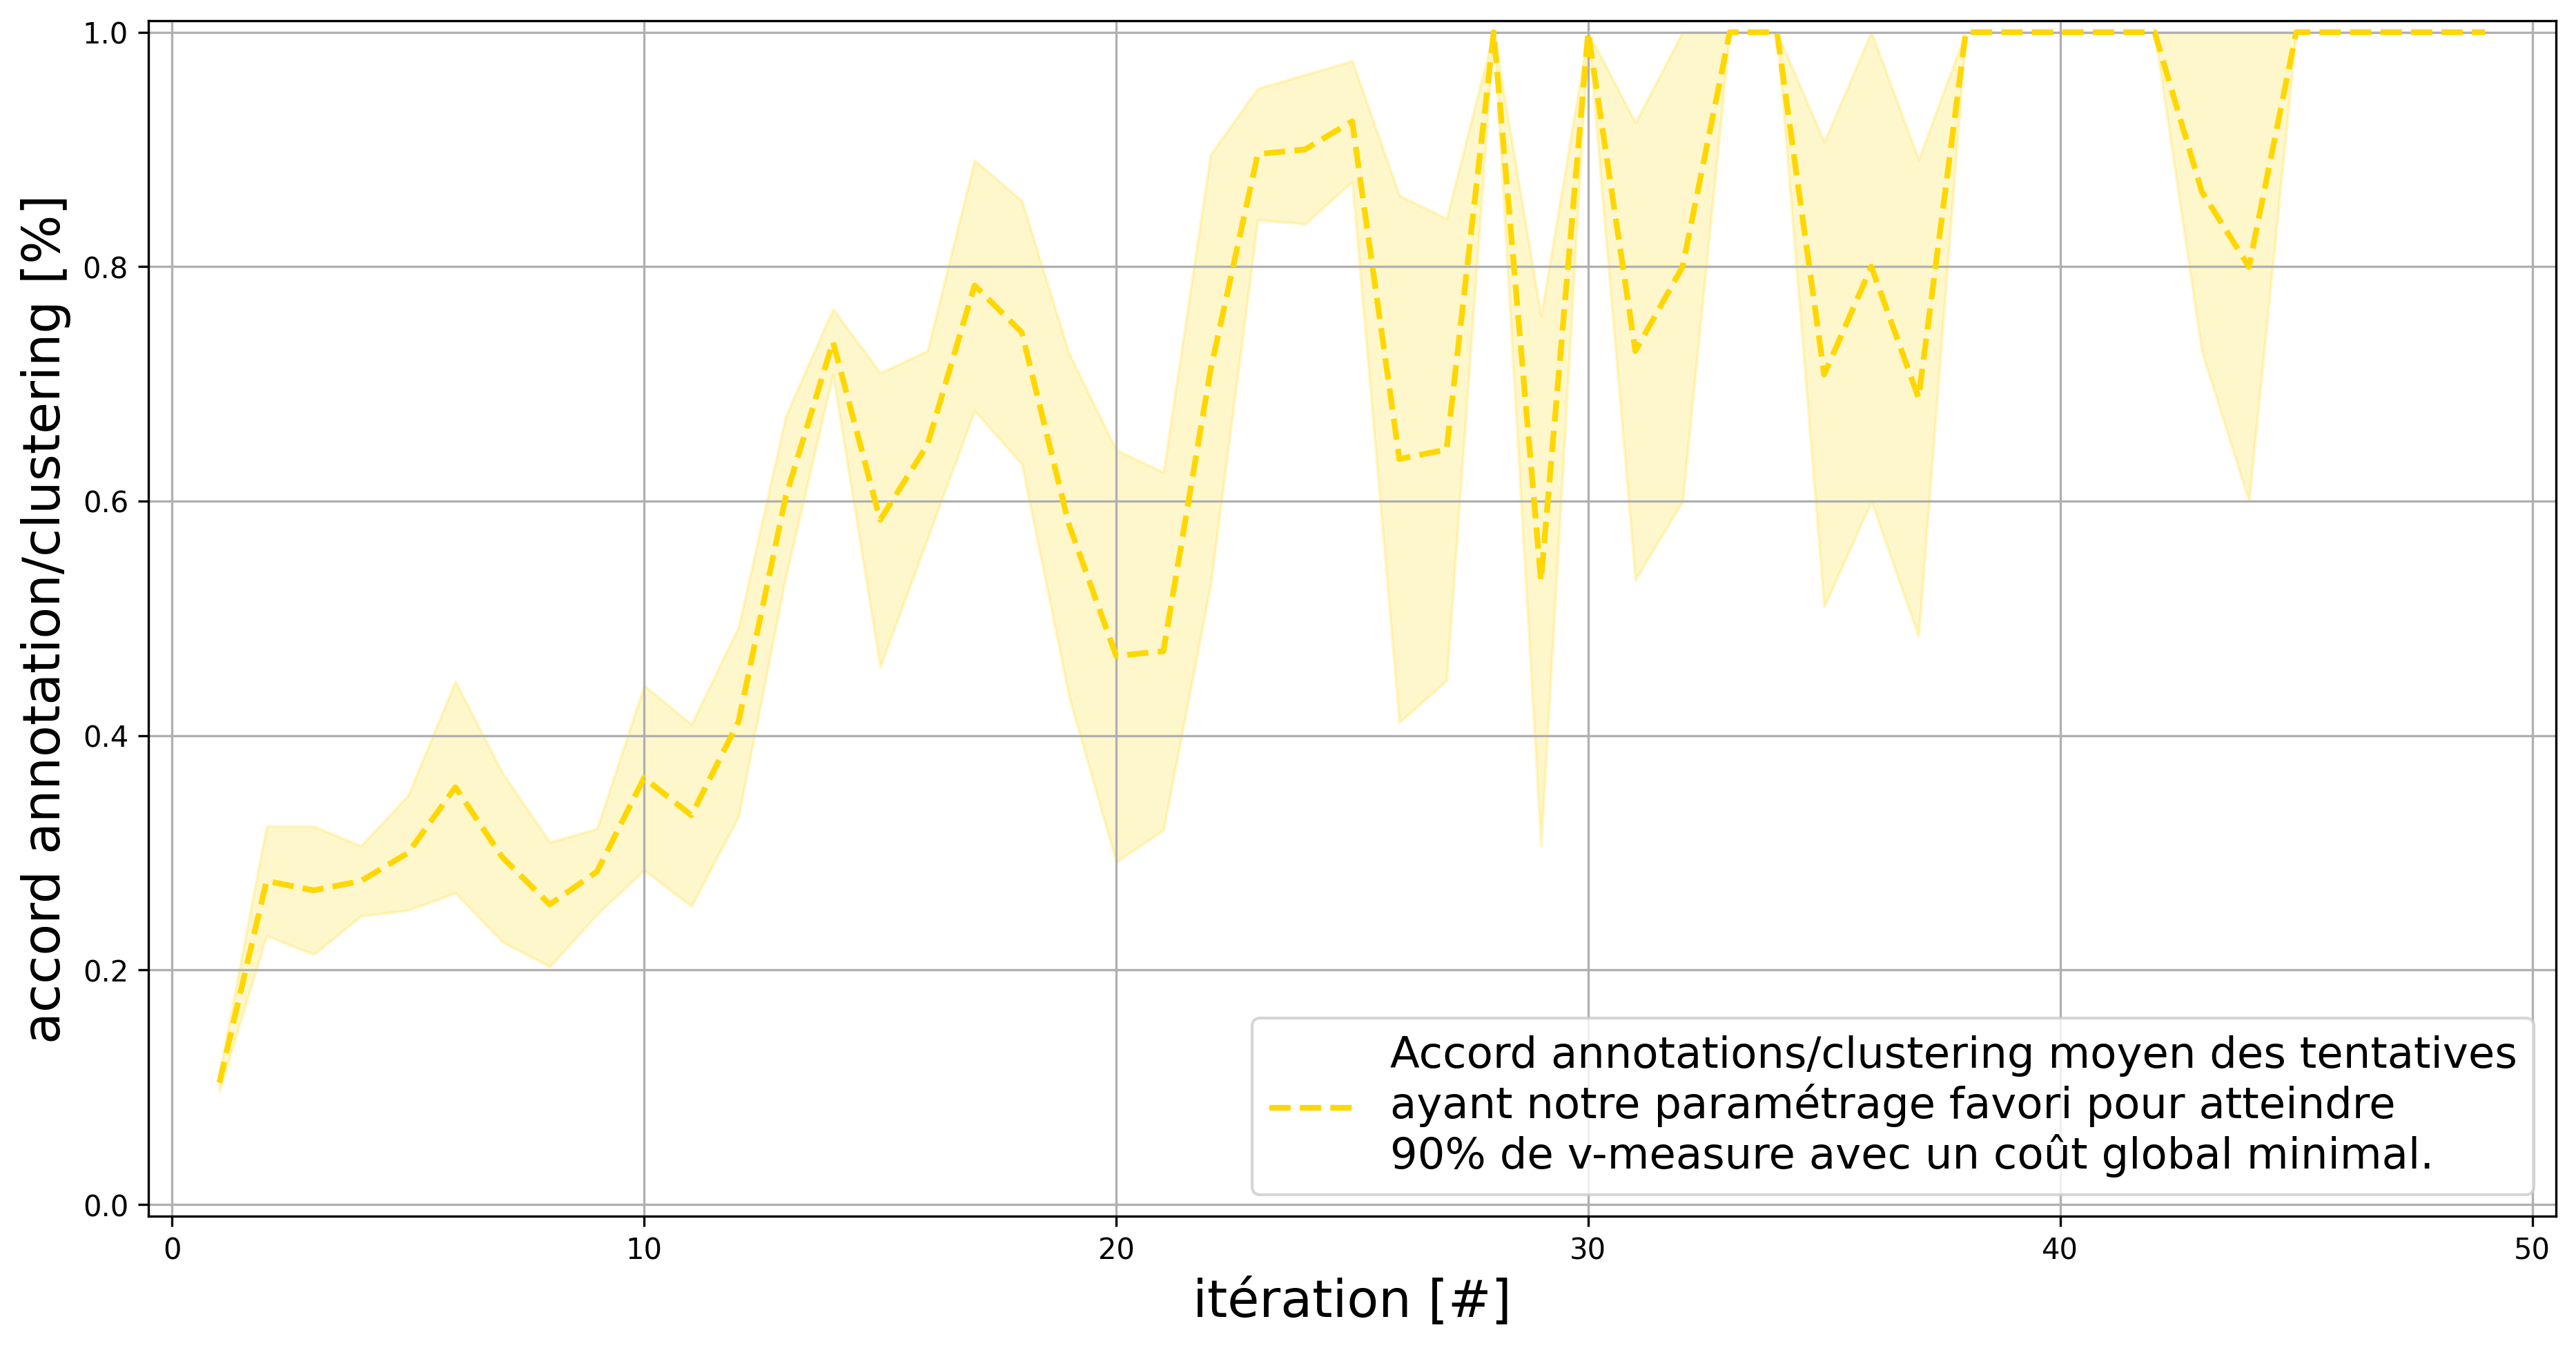 accord annotation/clustering [%]
1.0
0.8
0.6
0.4
0.2
0.0
0 10 20 30 40 50
itération [#]
Accord annotations/clustering moyen des tentatives
ayant notre paramétrage favori pour atteindre
90% de v-measure avec un coût global minimal.